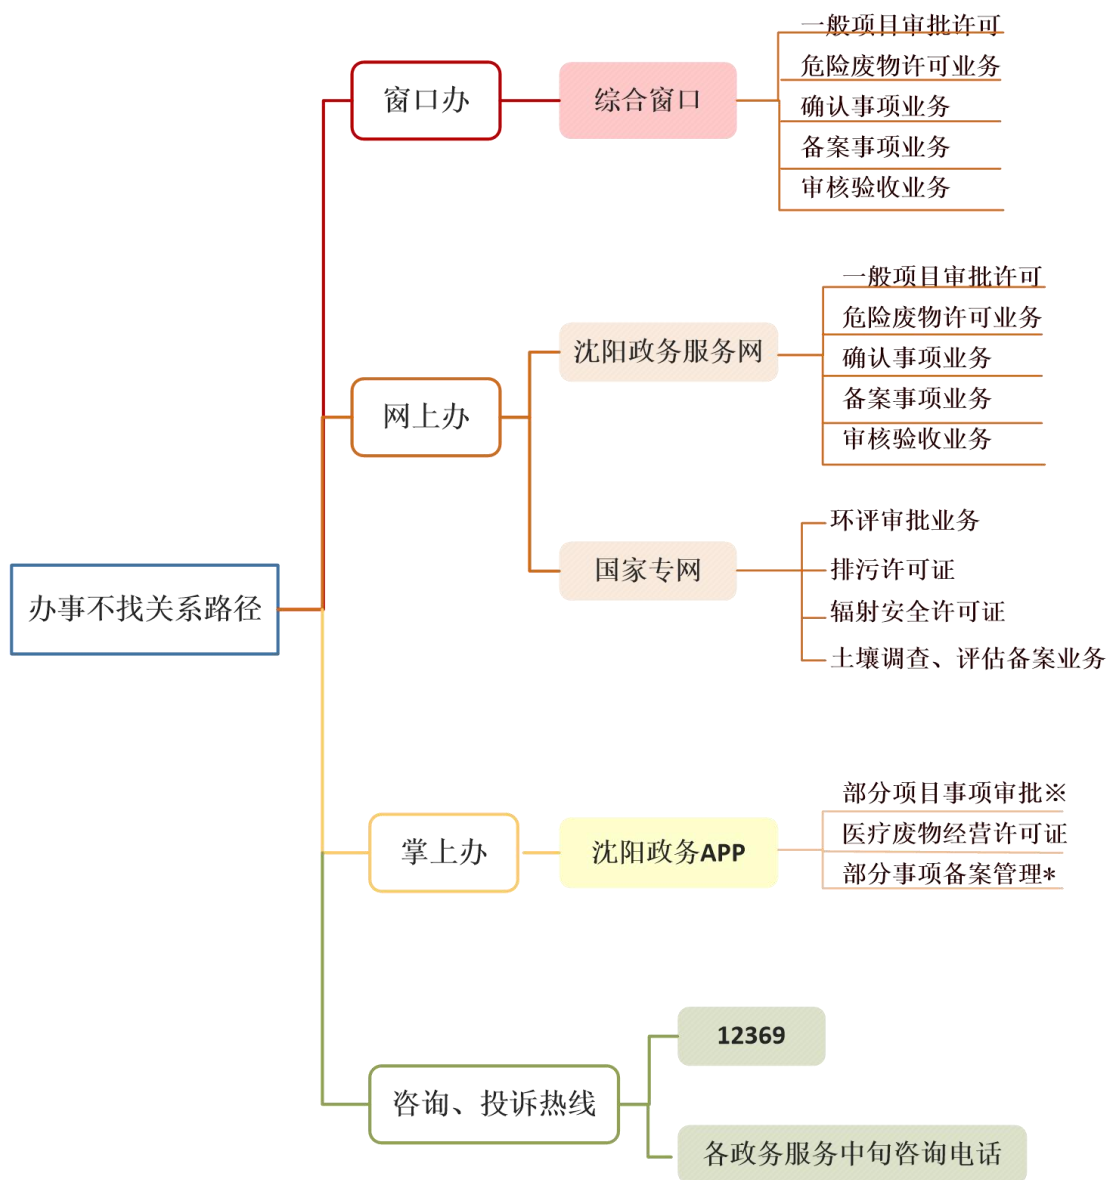 办事不找关系路径
窗口办
综合窗口
一般项目审批许可
危险废物许可业务
确认事项业务
备案事项业务
审核验收业务
网上办
沈阳政务服务网
一般项目审批许可
危险废物许可业务
确认事项业务
备案事项业务
审核验收业务
国家专网
环评审批业务
排污许可证
辐射安全许可证
土壤调查、评估备案业务
掌上办
沈阳政务APP
部分项目事项审批※
医疗废物经营许可证
部分事项备案管理*
咨询、投诉热线
12369
各政务服务中旬咨询电话